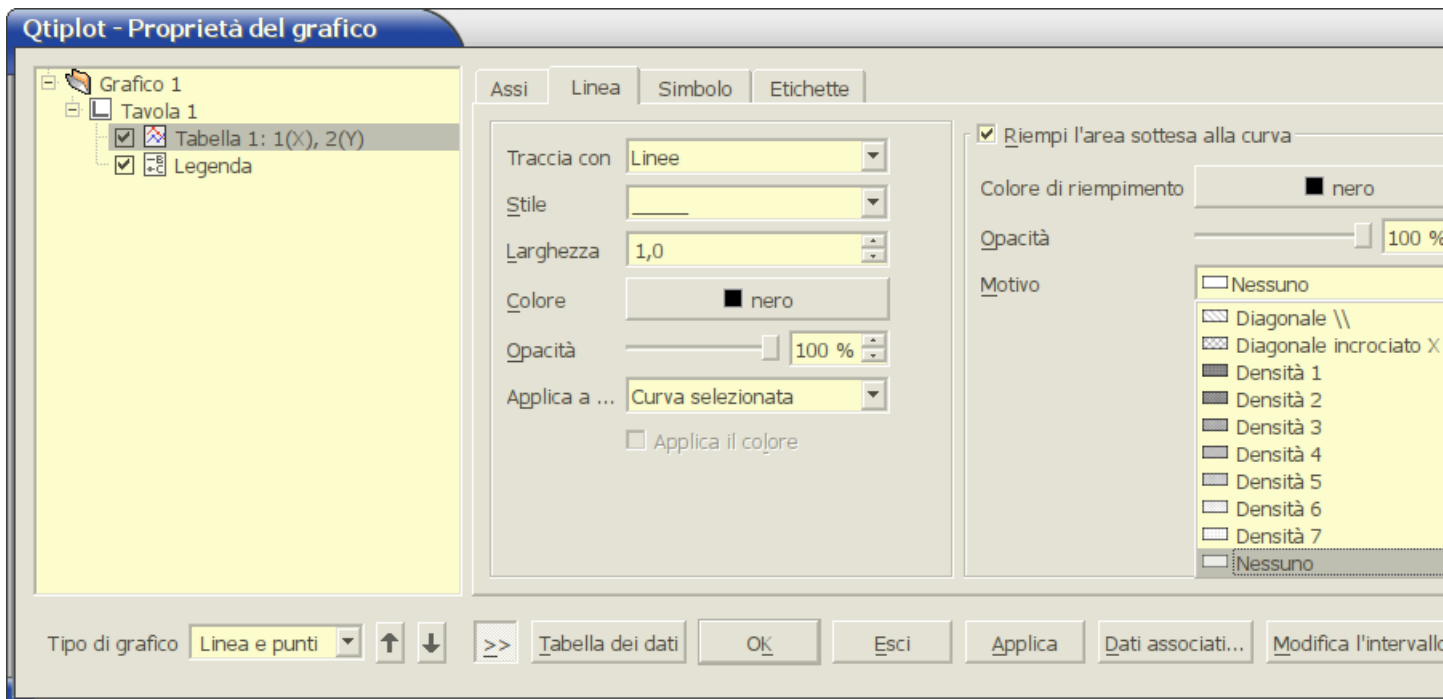 Qtiplot - Proprietà del grafico
Grafico 1
Tavola 1
Tabella 1: 1(X), 2(Y)
Legenda
Assi
Linea
Simbolo
Etichette
Traccia con Linee
Stile
Larghezza 1,0
Colore nero
Opacità 100 %
Applica a ... Curva selezionata
Applica il colore
Riempi l'area sottesa alla curva
Colore di riempimento nero
Opacità 100 %
Motivo Nessuno
Diagonale \\
Diagonale incrociato X
Densità 1
Densità 2
Densità 3
Densità 4
Densità 5
Densità 6
Densità 7
Nessuno
Tipo di grafico Linea e punti
>> Tabella dei dati OK Esci Applica Dati associati... Modifica l'intervallo